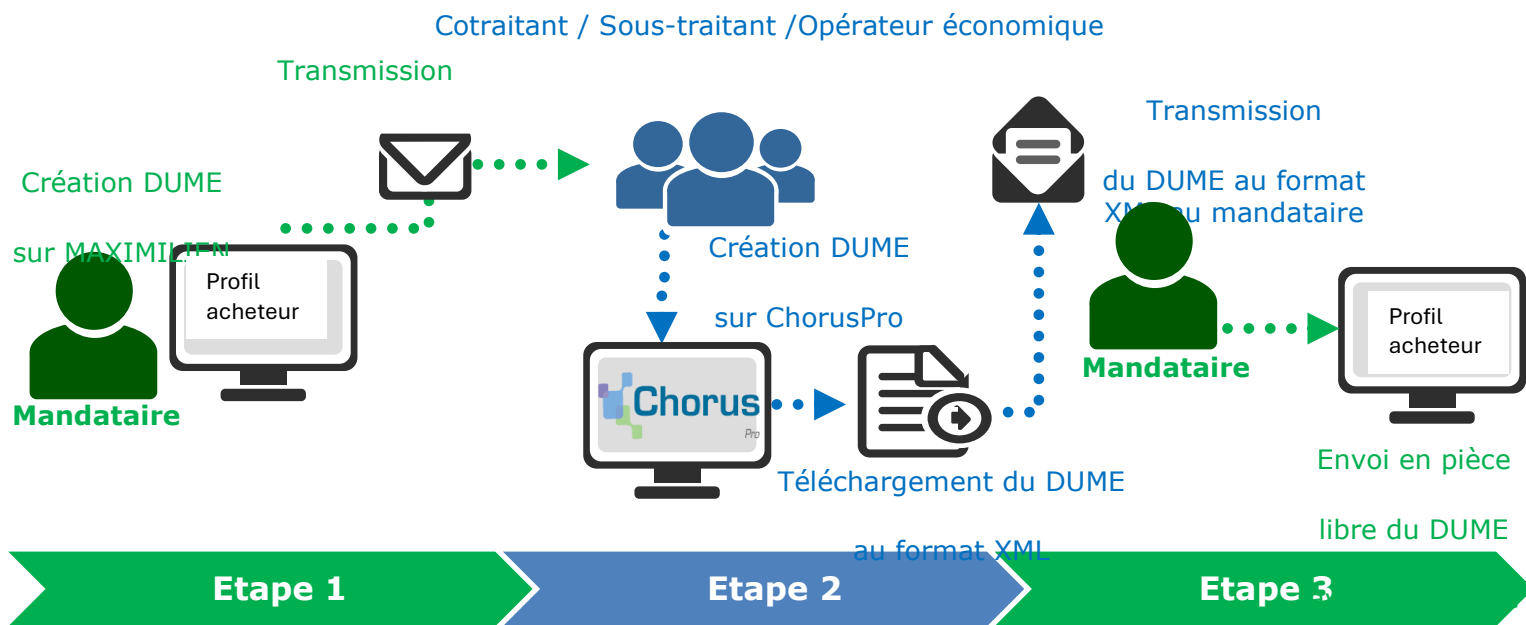 Cotraitant / Sous-traitant /Opérateur économique
Transmission
Création DUME
sur MAXIMILIEN
Profil
acheteur
Mandataire
Création DUME
sur ChorusPro
Chorus
Pro
Téléchargement du DUME
au format XML
Transmission
du DUME au format
XML au mandataire
Mandataire
Profil
acheteur
Envoi en pièce
libre du DUME
Etape 1
Etape 2
Etape 3